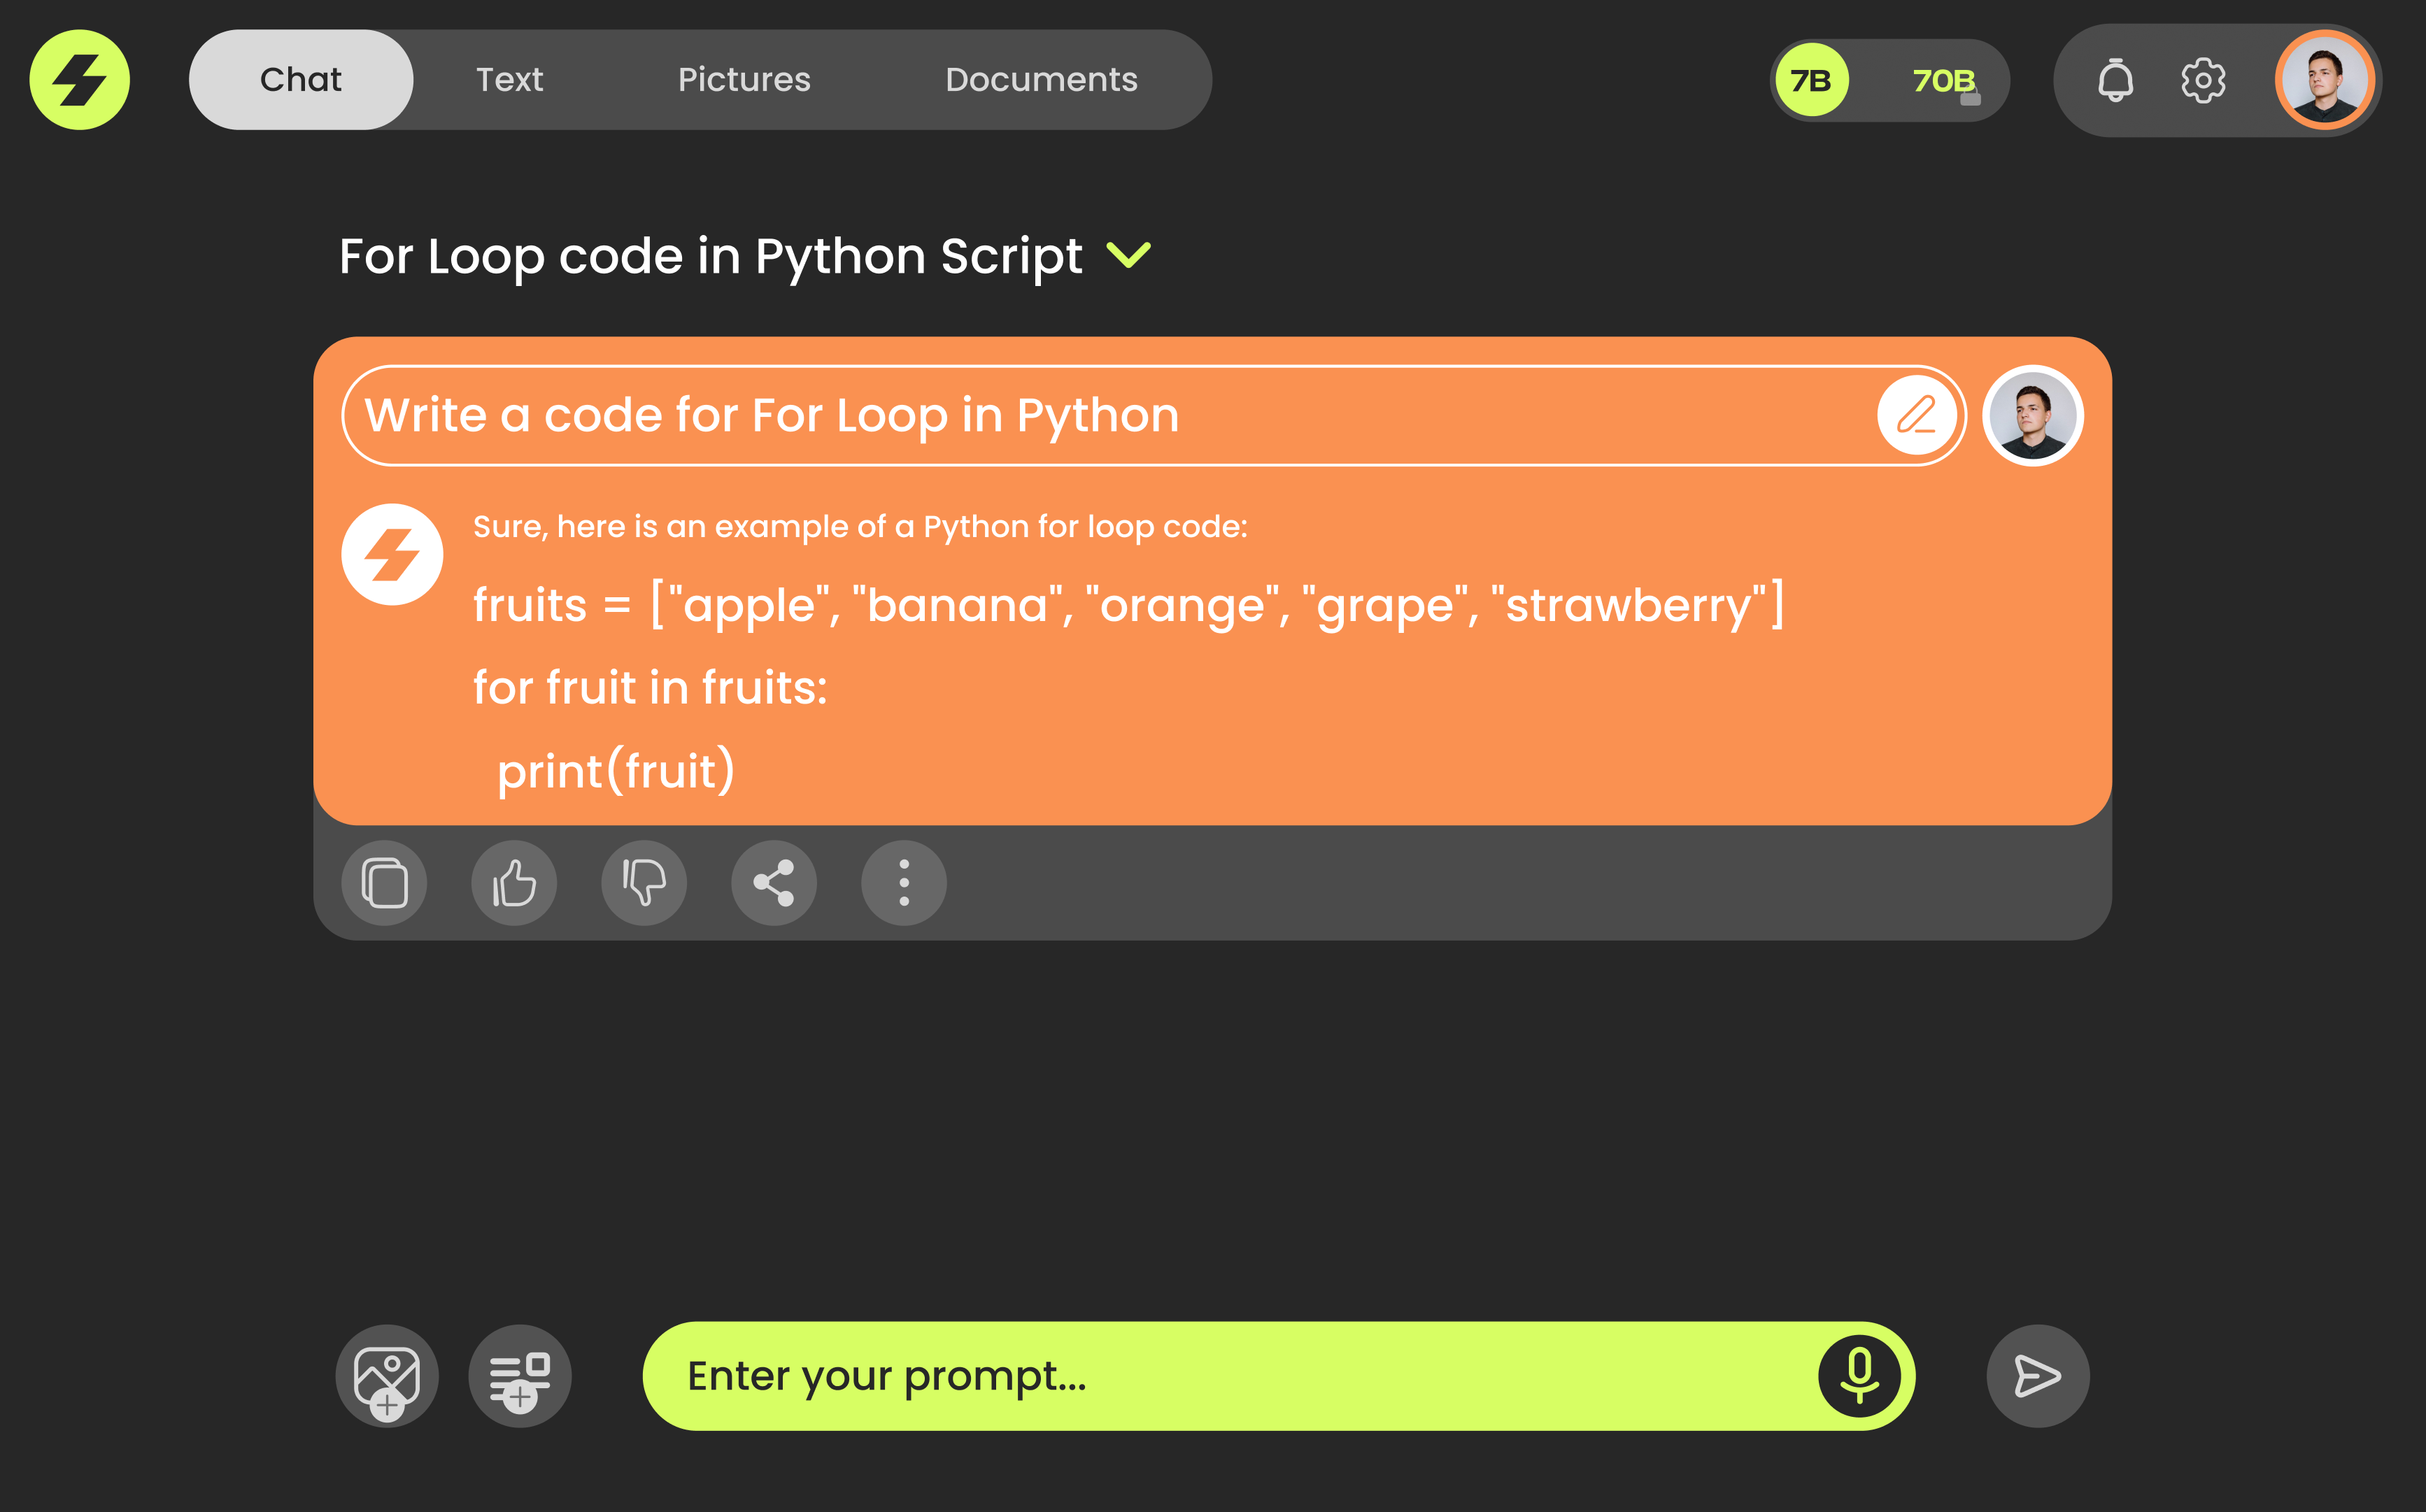 Chat Text Pictures Documents 7B 70B
For Loop code in Python Script
Write a code for For Loop in Python
Sure, here is an example of a Python for loop code:
fruits = ["apple", "banana", "orange", "grape", "strawberry"]
for fruit in fruits:
print(fruit)
Enter your prompt...